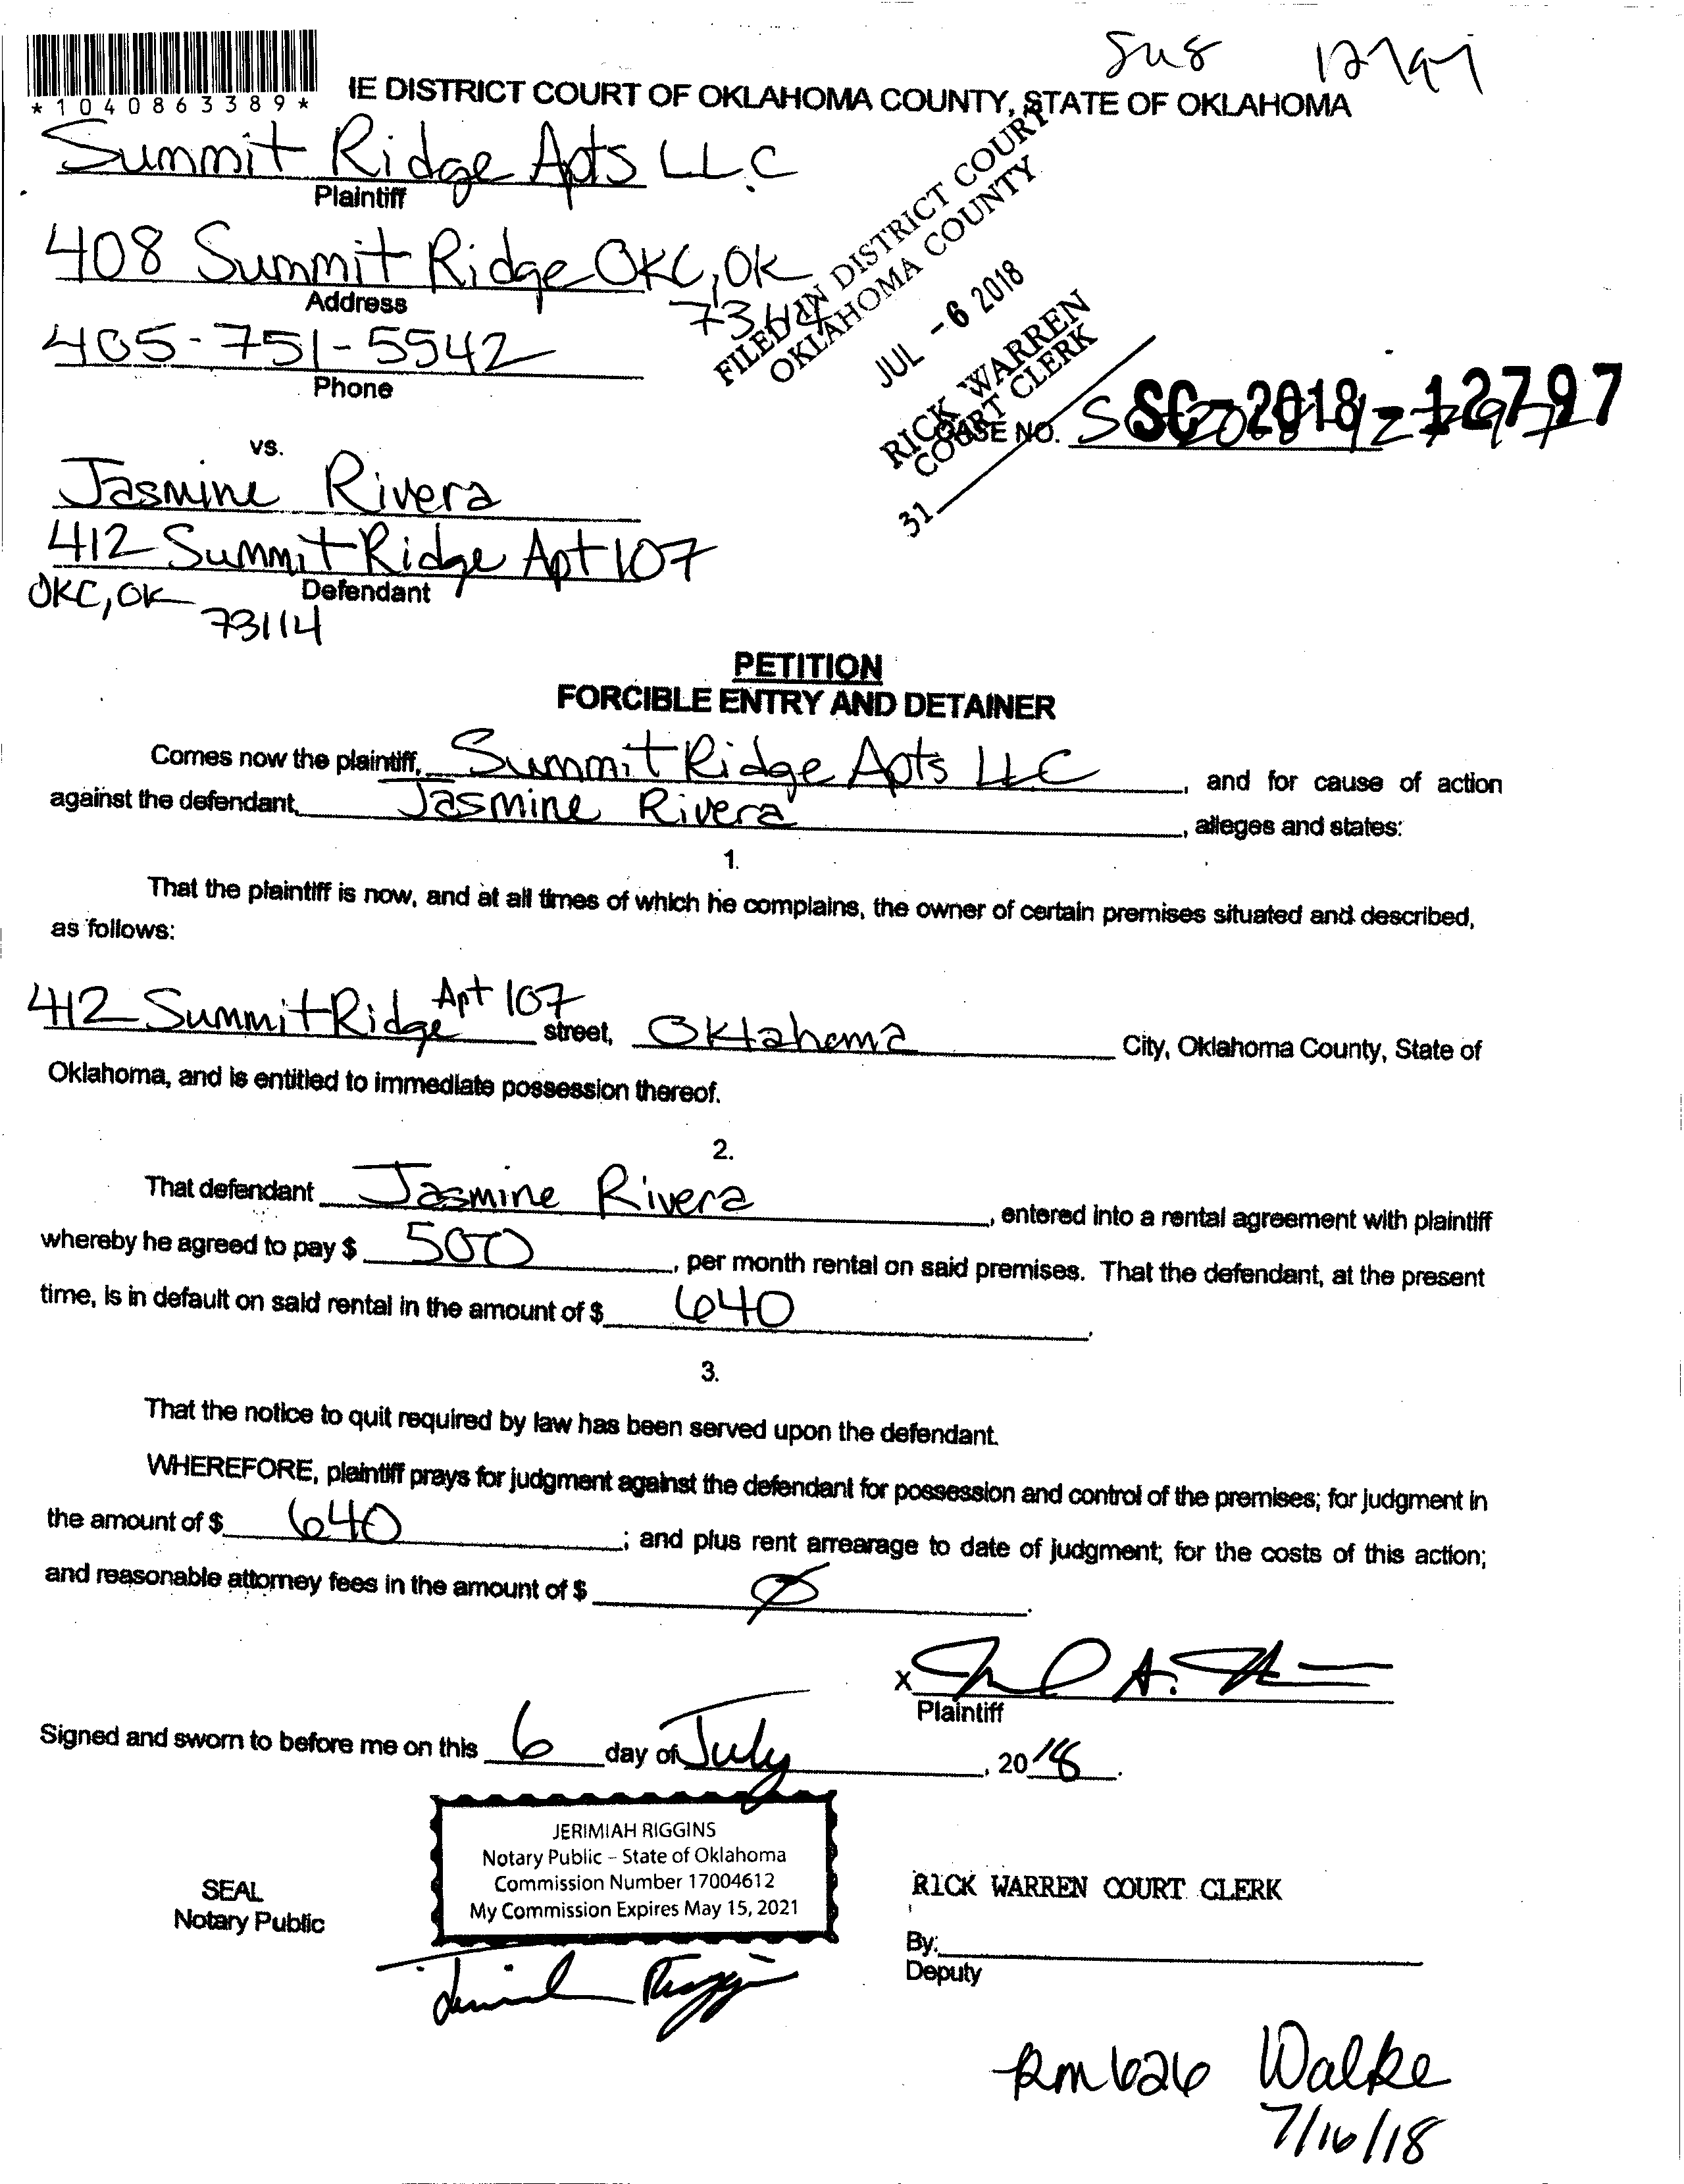 *1040863389*
IE DISTRICT COURT OF OKLAHOMA COUNTY, STATE OF OKLAHOMA
Summit Ridge Apts LLC
Plaintiff
408 Summit Ridge OKC, OK
Address
405-751-5542
Phone
FILED IN DISTRICT COURT
OKLAHOMA COUNTY
JUL -6 2018
RICK WARREN
COURT CLERK
31
CASE NO. SC-2018-12797
vs.
Jasmine Rivera
412 Summit Ridge Apt 107
Defendant
OKC, OK
73114
PETITION
FORCIBLE ENTRY AND DETAINER
Comes now the plaintiff, Summit Ridge Apts LLC, and for cause of action
against the defendant, Jasmine Rivera, alleges and states:
1.
That the plaintiff is now, and at all times of which he complains, the owner of certain premises situated and described,
as follows:
412 Summit Ridge Apt 107 street, Oklahoma City, Oklahoma County, State of
Oklahoma, and is entitled to immediate possession thereof.
2.
That defendant Jasmine Rivera, entered into a rental agreement with plaintiff
whereby he agreed to pay $ 500, per month rental on said premises. That the defendant, at the present
time, is in default on said rental in the amount of $ 640.
3.
That the notice to quit required by law has been served upon the defendant.
WHEREFORE, plaintiff prays for judgment against the defendant for possession and control of the premises; for judgment in
the amount of $ 640; and plus rent arrearage to date of judgment; for the costs of this action;
and reasonable attorney fees in the amount of $ Ø.
X
Plaintiff
Signed and sworn to before me on this 6 day of July, 20 18.
JERIMIAH RIGGINS
Notary Public – State of Oklahoma
Commission Number 17004612
My Commission Expires May 15, 2021
SEAL
Notary Public
RICK WARREN COURT CLERK
By:
Deputy
Rm 626 Walke
7/16/18